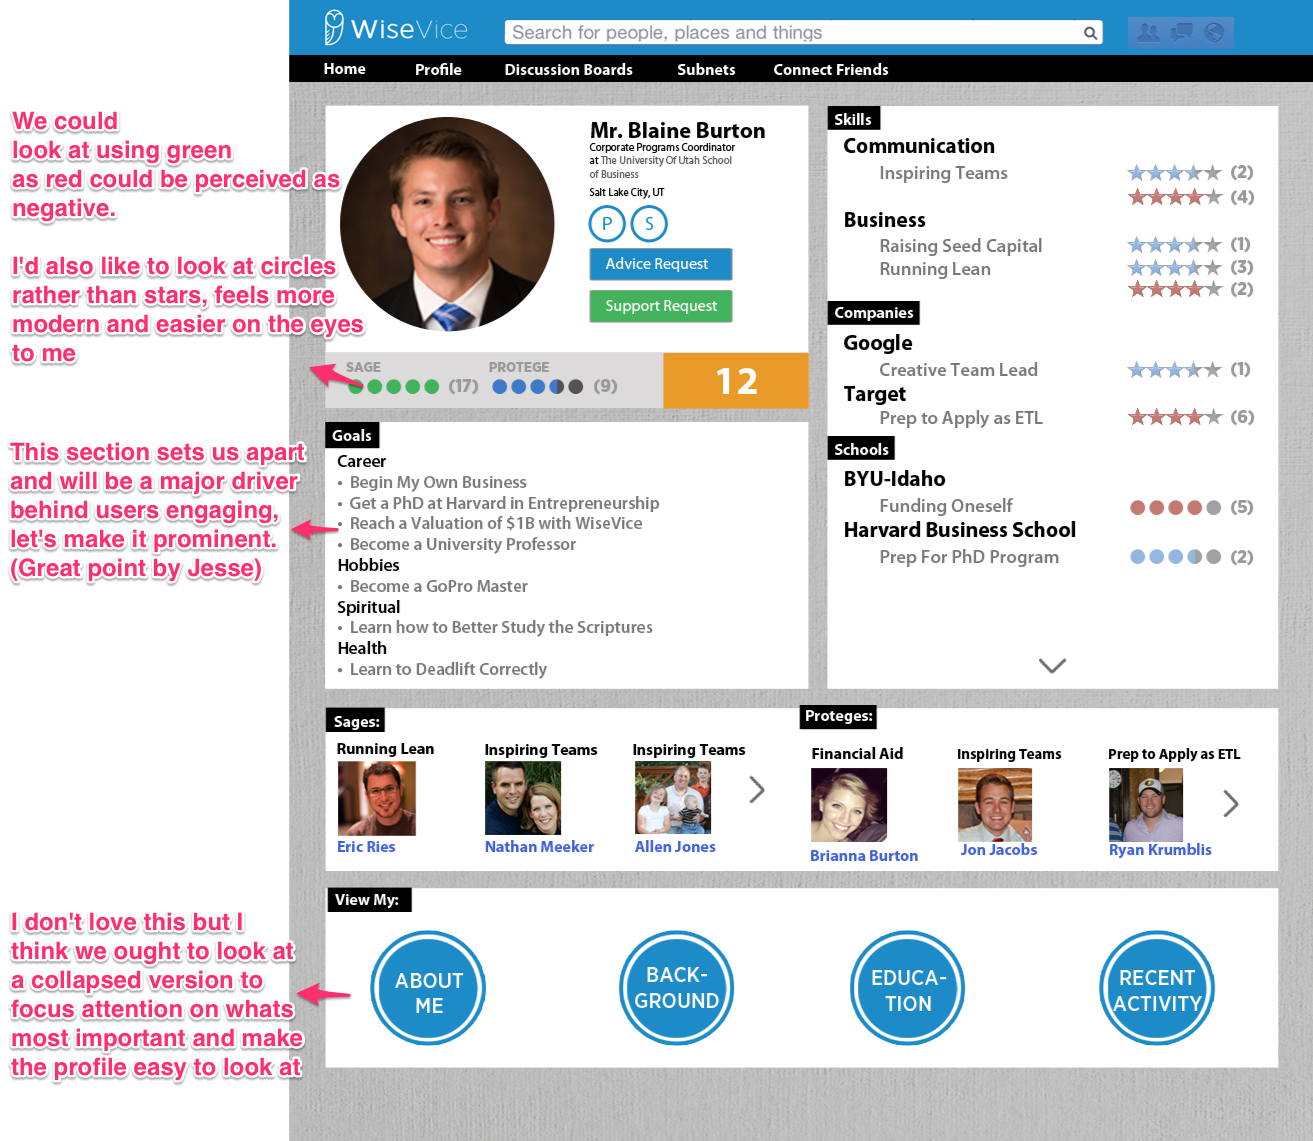 WiseVice
Search for people, places and things
Home Profile Discussion Boards Subnets Connect Friends
We could
look at using green
as red could be perceived as
negative.
I'd also like to look at circles
rather than stars, feels more
modern and easier on the eyes
to me
Mr. Blaine Burton
Corporate Programs Coordinator
at The University Of Utah School
of Business
Salt Lake City, UT
P S
Advice Request
Support Request
SAGE
(17)
PROTEGE
(9)
12
This section sets us apart
and will be a major driver
behind users engaging,
let's make it prominent.
(Great point by Jesse)
Goals
Career
• Begin My Own Business
• Get a PhD at Harvard in Entrepreneurship
• Reach a Valuation of $1B with WiseVice
• Become a University Professor
Hobbies
• Become a GoPro Master
Spiritual
• Learn how to Better Study the Scriptures
Health
• Learn to Deadlift Correctly
Skills
Communication
Inspiring Teams (2)
(4)
Business
Raising Seed Capital (1)
Running Lean (3)
(2)
Companies
Google
Creative Team Lead (1)
Target
Prep to Apply as ETL (6)
Schools
BYU-Idaho
Funding Oneself (5)
Harvard Business School
Prep For PhD Program (2)
Sages:
Running Lean Inspiring Teams Inspiring Teams
Eric Ries Nathan Meeker Allen Jones
Proteges:
Financial Aid Inspiring Teams Prep to Apply as ETL
Brianna Burton Jon Jacobs Ryan Krumblis
I don't love this but I
think we ought to look at
a collapsed version to
focus attention on whats
most important and make
the profile easy to look at
View My:
ABOUT
ME
BACK-
GROUND
EDUCA-
TION
RECENT
ACTIVITY